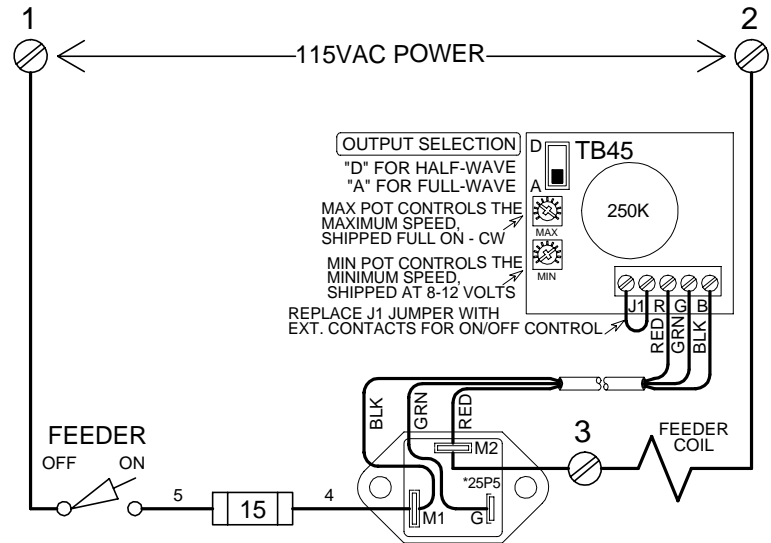 1
2
115VAC POWER
OUTPUT SELECTION
"D" FOR HALF-WAVE
"A" FOR FULL-WAVE
D
A
TB45
250K
MAX POT CONTROLS THE
MAXIMUM SPEED,
SHIPPED FULL ON - CW
MAX
MIN POT CONTROLS THE
MINIMUM SPEED,
SHIPPED AT 8-12 VOLTS
MIN
REPLACE J1 JUMPER WITH
EXT. CONTACTS FOR ON/OFF CONTROL
J1 R G B
RED
GRN
BLK
BLK
GRN
RED
FEEDER
OFF ON
5
15
4
M2
*25P5
M1
G
3
FEEDER
COIL